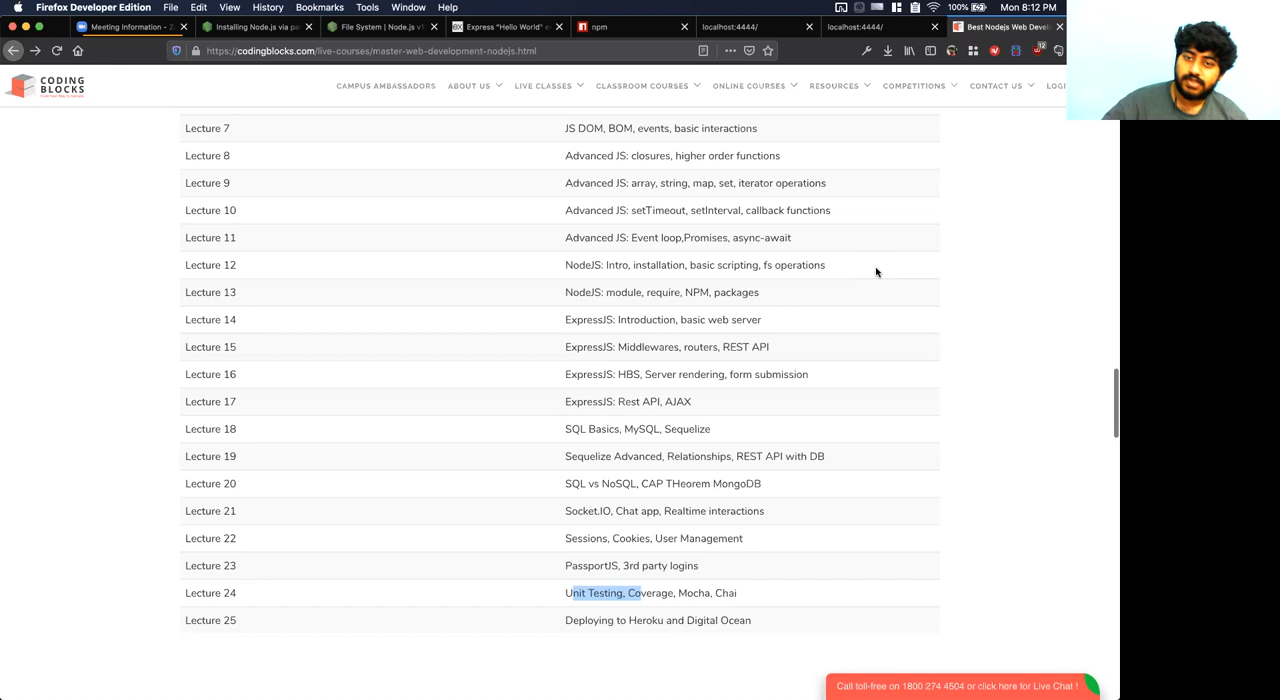 Firefox Developer Edition File Edit View History Bookmarks Tools Window Help 100% Mon 8:12 PM
Meeting Information - Z Installing Node.js via pa File System | Node.js v1 Express "Hello World" e npm localhost:4444/ localhost:4444/ Best Nodejs Web Devel
https://codingblocks.com/live-courses/master-web-development-nodejs.html 12
CODING BLOCKS
CAMPUS AMBASSADORS ABOUT US LIVE CLASSES CLASSROOM COURSES ONLINE COURSES RESOURCES COMPETITIONS CONTACT US LOGI
Lecture 7 JS DOM, BOM, events, basic interactions
Lecture 8 Advanced JS: closures, higher order functions
Lecture 9 Advanced JS: array, string, map, set, iterator operations
Lecture 10 Advanced JS: setTimeout, setInterval, callback functions
Lecture 11 Advanced JS: Event loop,Promises, async-await
Lecture 12 NodeJS: Intro, installation, basic scripting, fs operations
Lecture 13 NodeJS: module, require, NPM, packages
Lecture 14 ExpressJS: Introduction, basic web server
Lecture 15 ExpressJS: Middlewares, routers, REST API
Lecture 16 ExpressJS: HBS, Server rendering, form submission
Lecture 17 ExpressJS: Rest API, AJAX
Lecture 18 SQL Basics, MySQL, Sequelize
Lecture 19 Sequelize Advanced, Relationships, REST API with DB
Lecture 20 SQL vs NoSQL, CAP THeorem MongoDB
Lecture 21 Socket.IO, Chat app, Realtime interactions
Lecture 22 Sessions, Cookies, User Management
Lecture 23 PassportJS, 3rd party logins
Lecture 24 Unit Testing, Coverage, Mocha, Chai
Lecture 25 Deploying to Heroku and Digital Ocean
Call toll-free on 1800 274 4504 or click here for Live Chat !